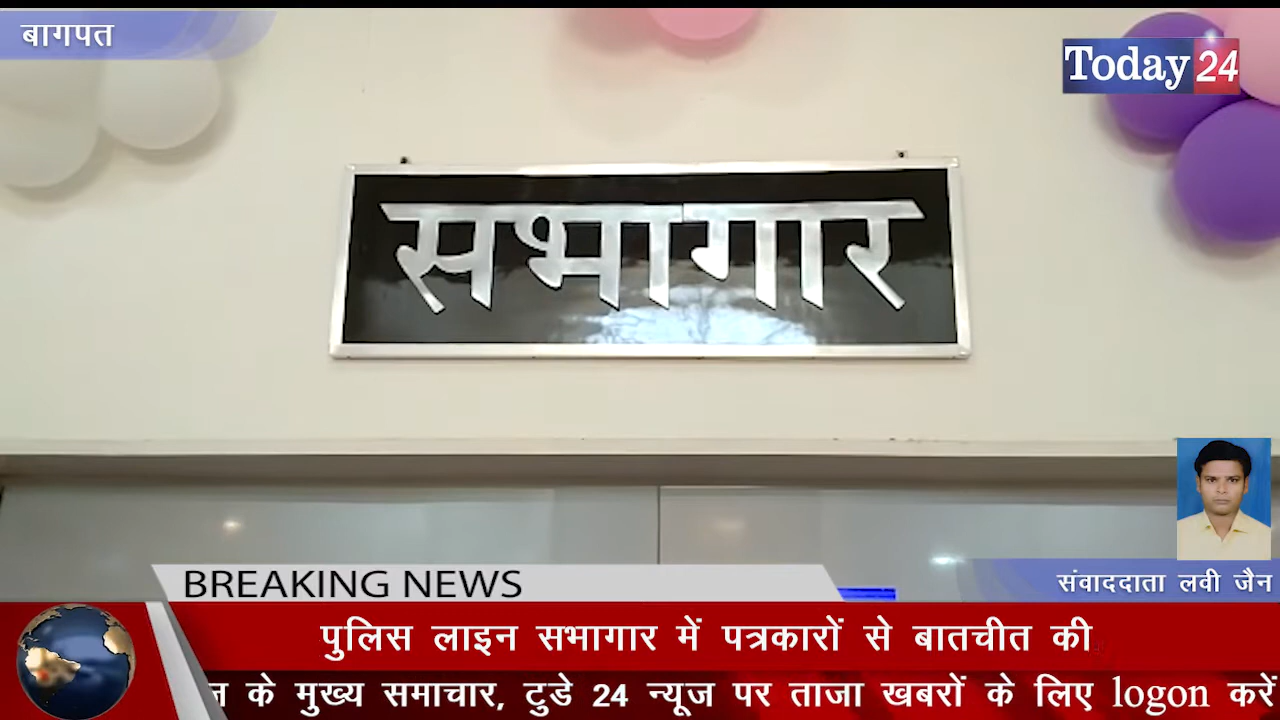 बागपत
Today 24
सभागार
BREAKING NEWS
संवाददाता लवी जैन
पुलिस लाइन सभागार में पत्रकारों से बातचीत की
के मुख्य समाचार, टुडे 24 न्यूज पर ताजा खबरों के लिए logon करें